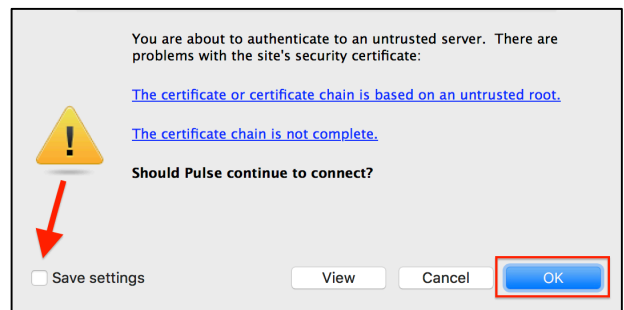 You are about to authenticate to an untrusted server.  There are
problems with the site's security certificate:
The certificate or certificate chain is based on an untrusted root.
The certificate chain is not complete.
Should Pulse continue to connect?
Save settings
View
Cancel
OK